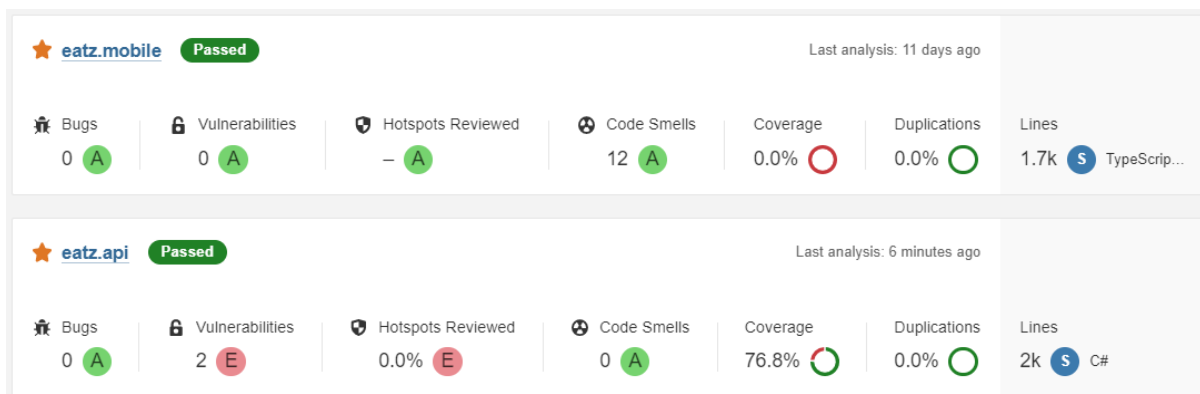 eatz.mobile Passed Last analysis: 11 days ago
Bugs Vulnerabilities Hotspots Reviewed Code Smells Coverage Duplications Lines
0 A 0 A – A 12 A 0.0% 0.0% 1.7k S TypeScrip...
eatz.api Passed Last analysis: 6 minutes ago
Bugs Vulnerabilities Hotspots Reviewed Code Smells Coverage Duplications Lines
0 A 2 E 0.0% E 0 A 76.8% 0.0% 2k S C#